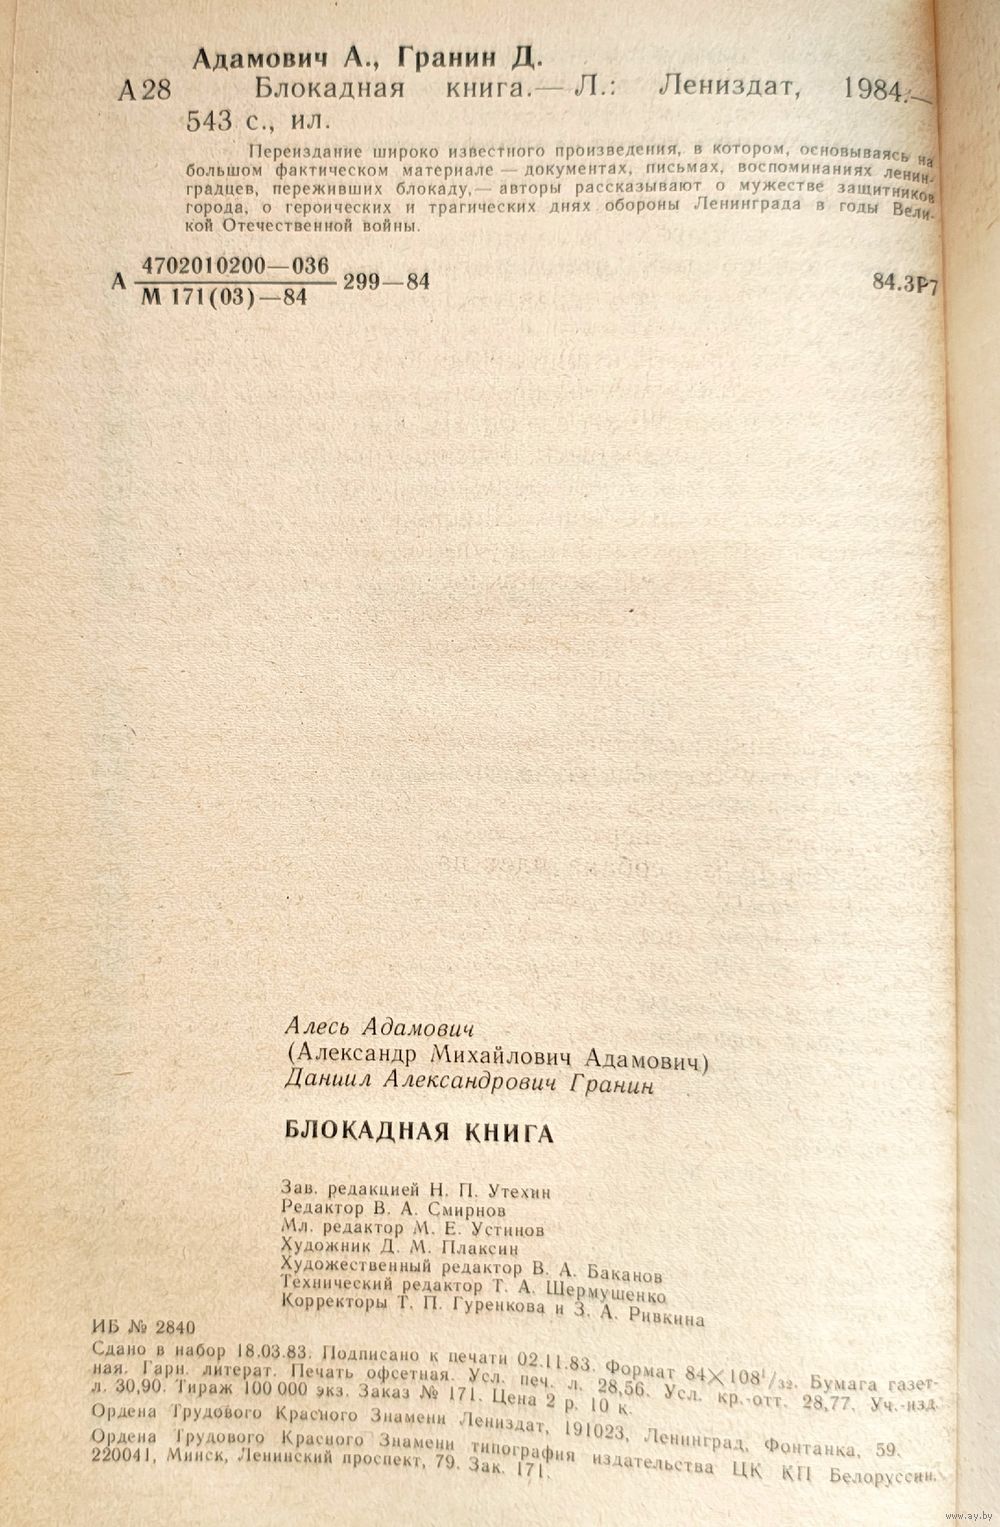 Адамович А., Гранин Д.
А28 Блокадная книга.— Л.: Лениздат, 1984.—
543 с., ил.
Переиздание широко известного произведения, в котором, основываясь на
большом фактическом материале — документах, письмах, воспоминаниях ленин-
градцев, переживших блокаду,— авторы рассказывают о мужестве защитников
города, о героических и трагических днях обороны Ленинграда в годы Вели-
кой Отечественной войны.
4702010200—036
А 299—84 84.3Р7
М 171(03)—84
Алесь Адамович
(Александр Михайлович Адамович)
Даниил Александрович Гранин
БЛОКАДНАЯ КНИГА
Зав. редакцией Н. П. Утехин
Редактор В. А. Смирнов
Мл. редактор М. Е. Устинов
Художник Д. М. Плаксин
Художественный редактор В. А. Баканов
Технический редактор Т. А. Шермушенко
Корректоры Т. П. Гуренкова и З. А. Ривкина
ИБ № 2840
Сдано в набор 18.03.83. Подписано к печати 02.11.83. Формат 84×108¹/₃₂. Бумага газет-
ная. Гарн. литерат. Печать офсетная. Усл. печ. л. 28,56. Усл. кр.-отт. 28,77. Уч.-изд.
л. 30,90. Тираж 100 000 экз. Заказ № 171. Цена 2 р. 10 к.
Ордена Трудового Красного Знамени Лениздат, 191023, Ленинград, Фонтанка, 59.
Ордена Трудового Красного Знамени типография издательства ЦК КП Белоруссии.
220041, Минск, Ленинский проспект, 79. Зак. 171.
www.ay.by